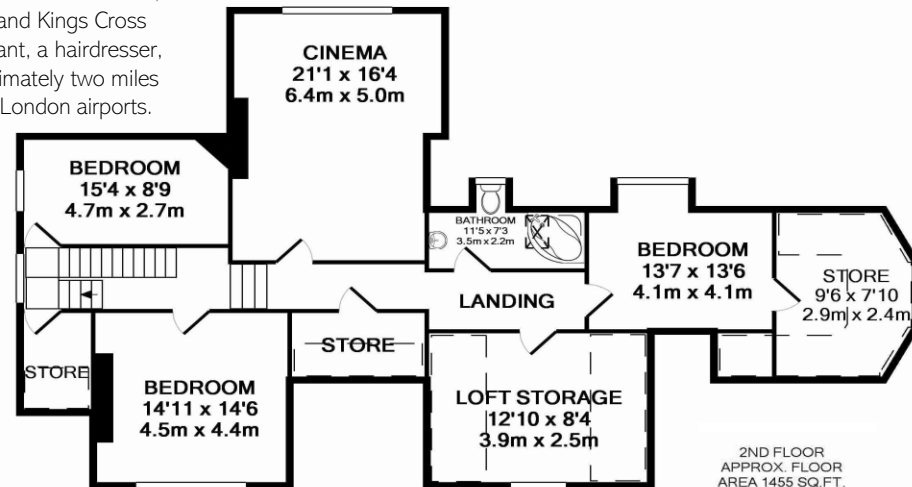 and Kings Cross
ant, a hairdresser,
imately two miles
London airports.
CINEMA
21'1 x 16'4
6.4m x 5.0m
BEDROOM
15'4 x 8'9
4.7m x 2.7m
BATHROOM
11'5 x 7'3
3.5m x 2.2m
BEDROOM
13'7 x 13'6
4.1m x 4.1m
STORE
9'6 x 7'10
2.9m x 2.4m
LANDING
STORE
STORE
BEDROOM
14'11 x 14'6
4.5m x 4.4m
LOFT STORAGE
12'10 x 8'4
3.9m x 2.5m
2ND FLOOR
APPROX. FLOOR
AREA 1455 SQ.FT.